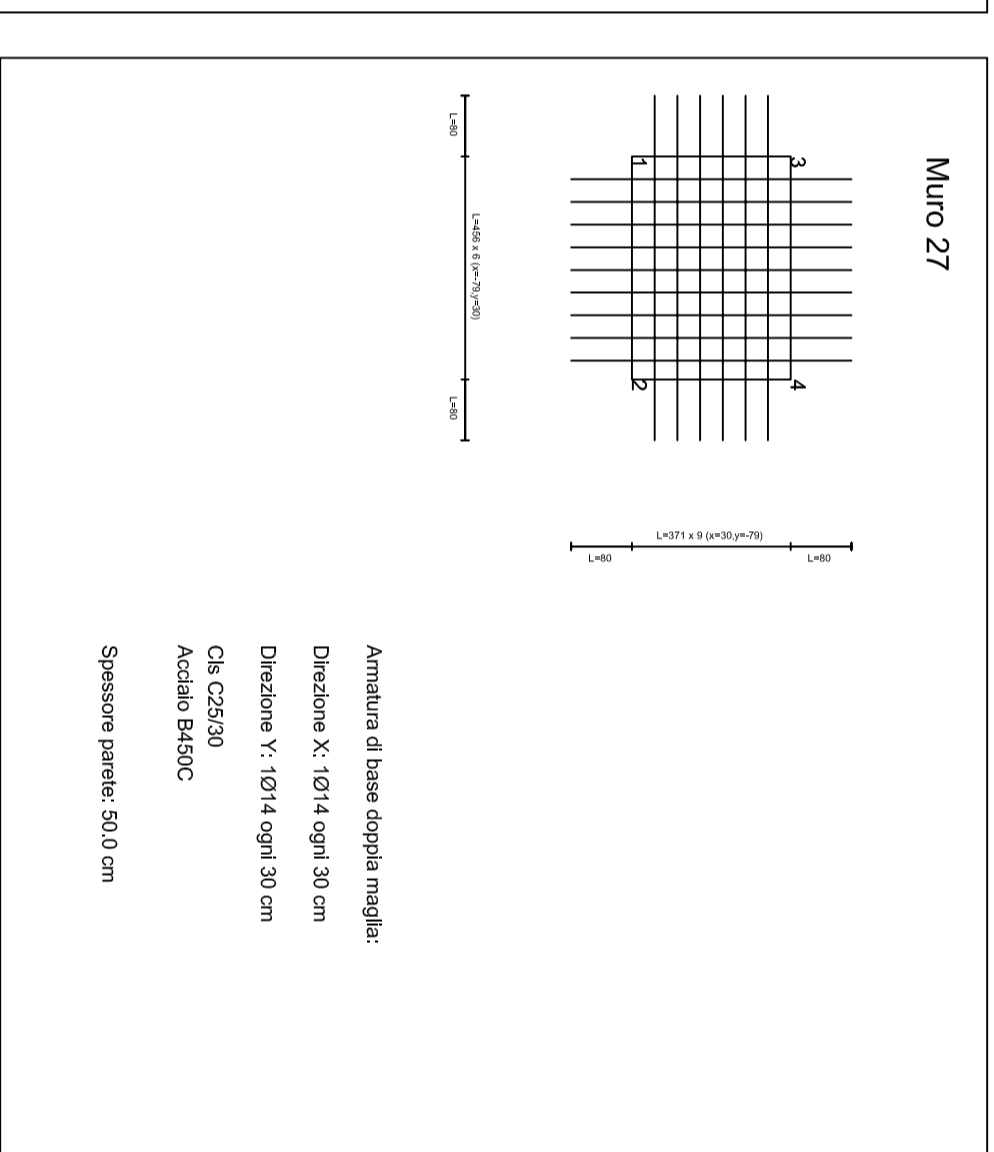 Muro 27
3
4
1
2
L=80
L=456 x 6 (x=-79,y=30)
L=80
L=80
L=371 x 9 (x=30,y=-79)
L=80
Armatura di base doppia maglia:
Direzione X: 1Ø14 ogni 30 cm
Direzione Y: 1Ø14 ogni 30 cm
Cls C25/30
Acciaio B450C
Spessore parete: 50.0 cm